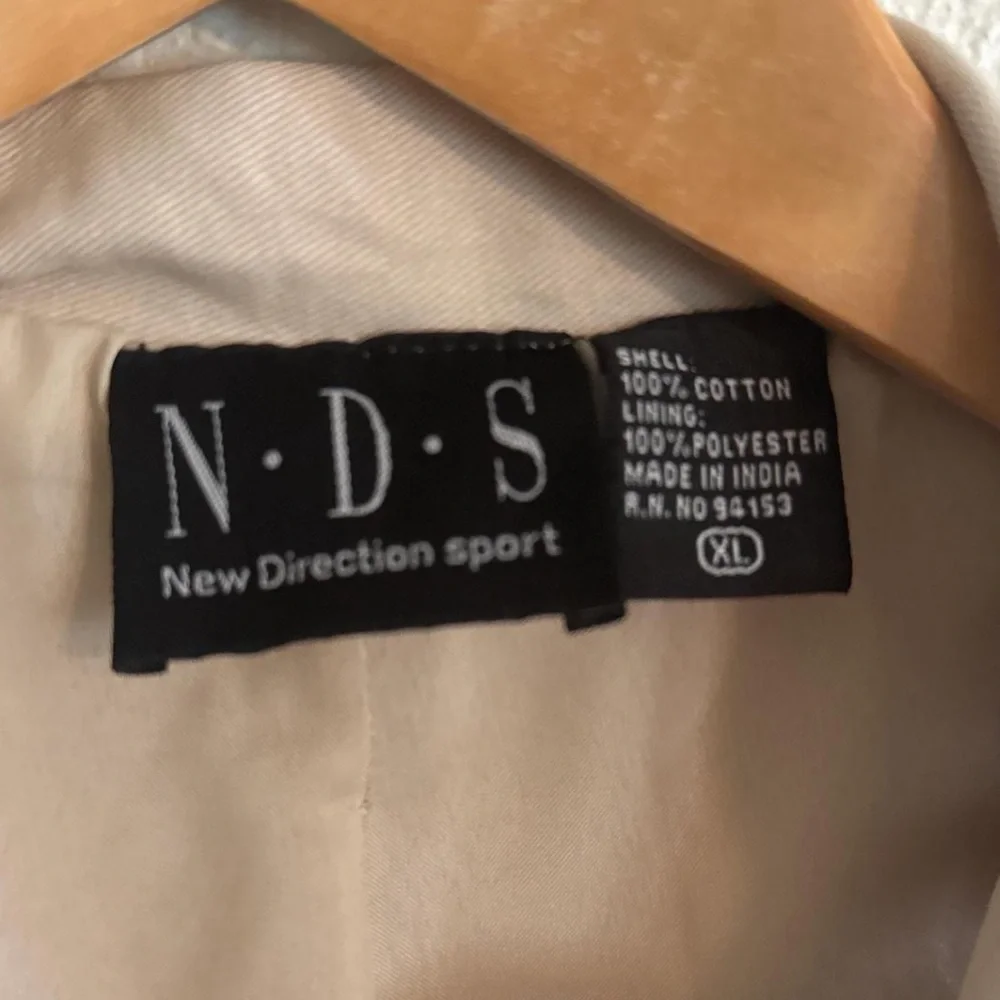 N·D·S
New Direction sport
SHELL:
100% COTTON
LINING:
100% POLYESTER
MADE IN INDIA
R.N. NO 94153
XL